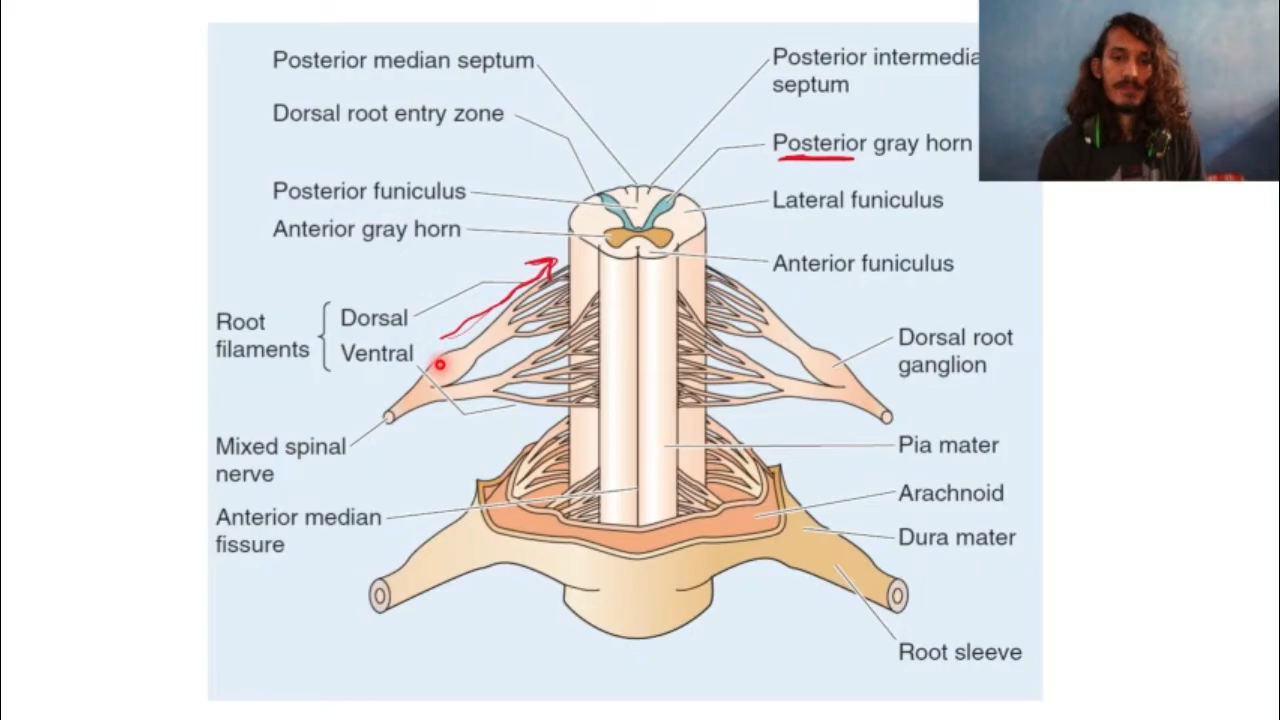 Posterior median septum
Dorsal root entry zone
Posterior funiculus
Anterior gray horn
Root
filaments
Dorsal
Ventral
Mixed spinal
nerve
Anterior median
fissure
Posterior intermedia
septum
Posterior gray horn
Lateral funiculus
Anterior funiculus
Dorsal root
ganglion
Pia mater
Arachnoid
Dura mater
Root sleeve